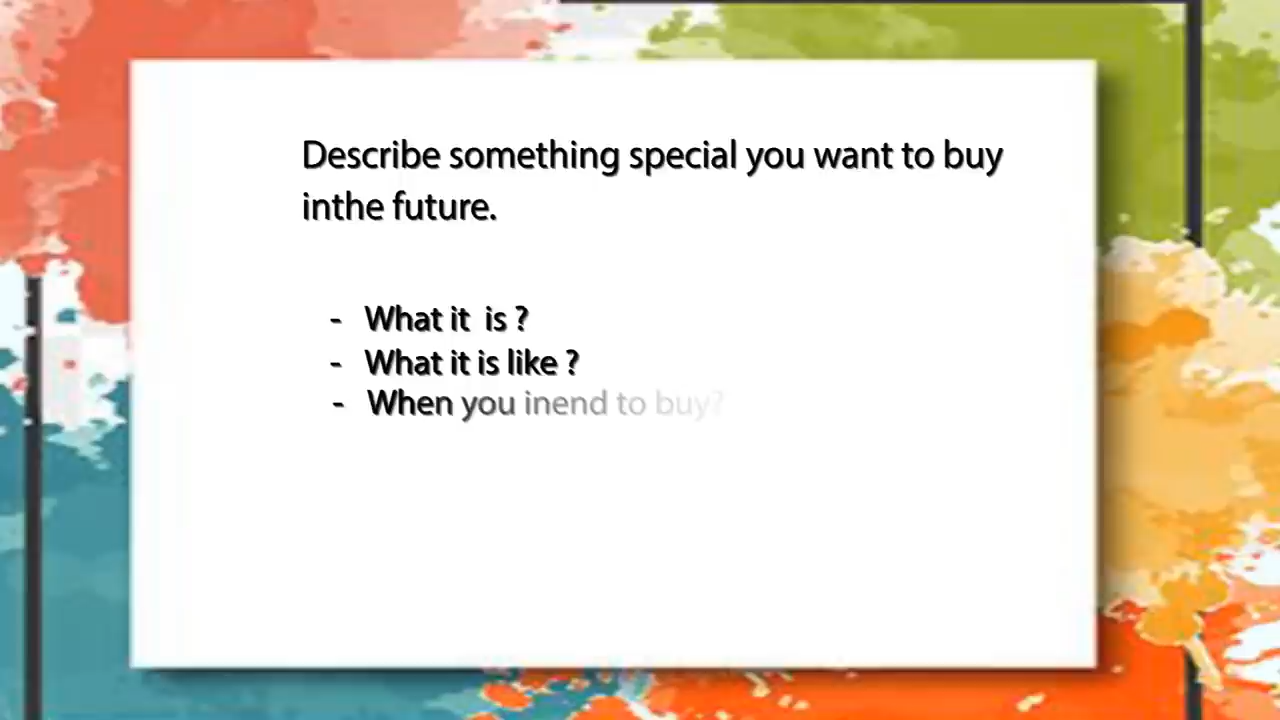 Describe something special you want to buy
inthe future.
- What it is ?
- What it is like ?
- When you inend to buy?